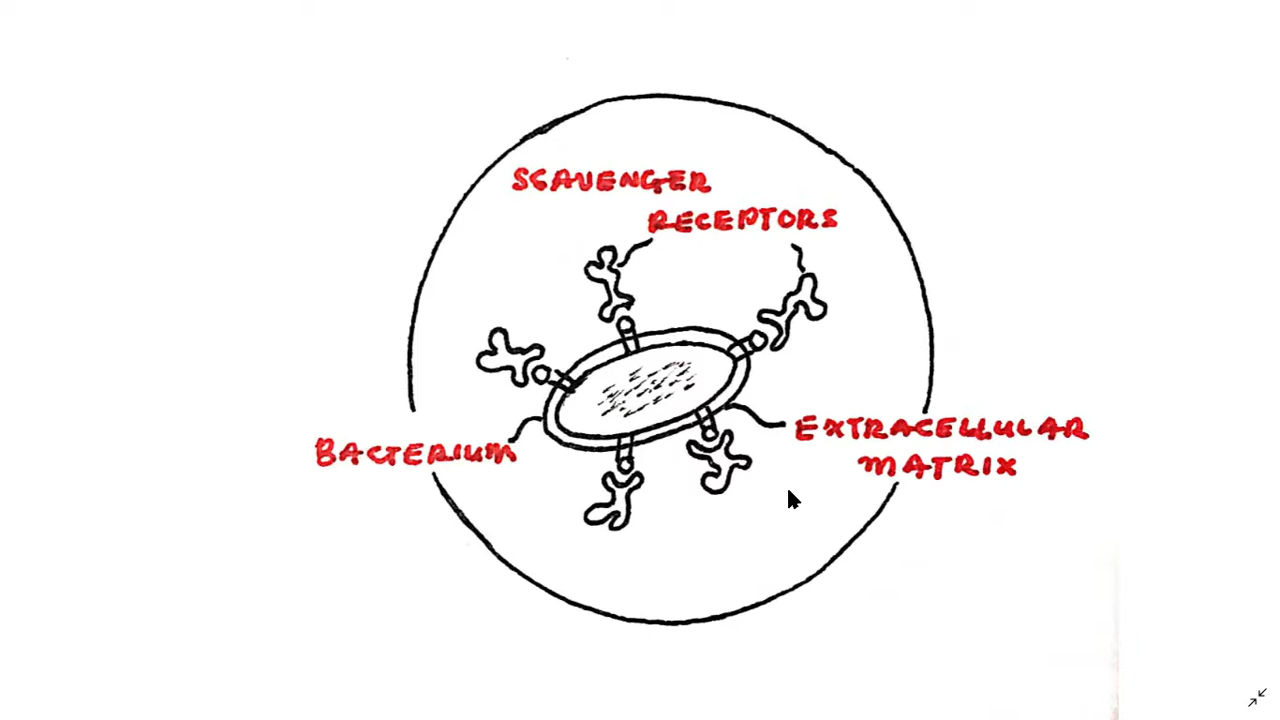 SCAVENGER
RECEPTORS
BACTERIUM
EXTRACELLULAR
MATRIX